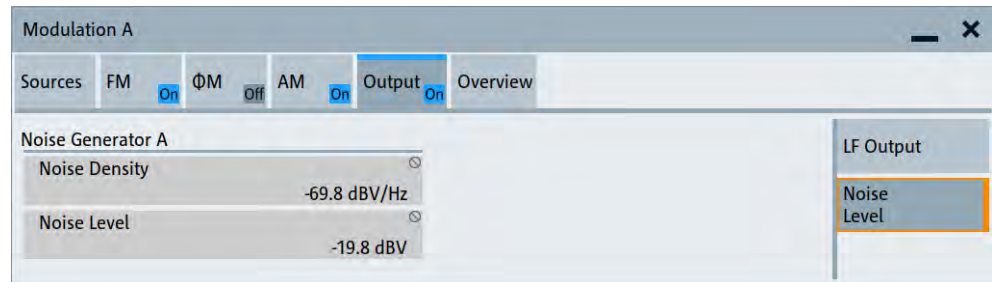 Modulation A
Sources FM On ΦM Off AM On Output On Overview
Noise Generator A
Noise Density
-69.8 dBV/Hz
Noise Level
-19.8 dBV
LF Output
Noise
Level